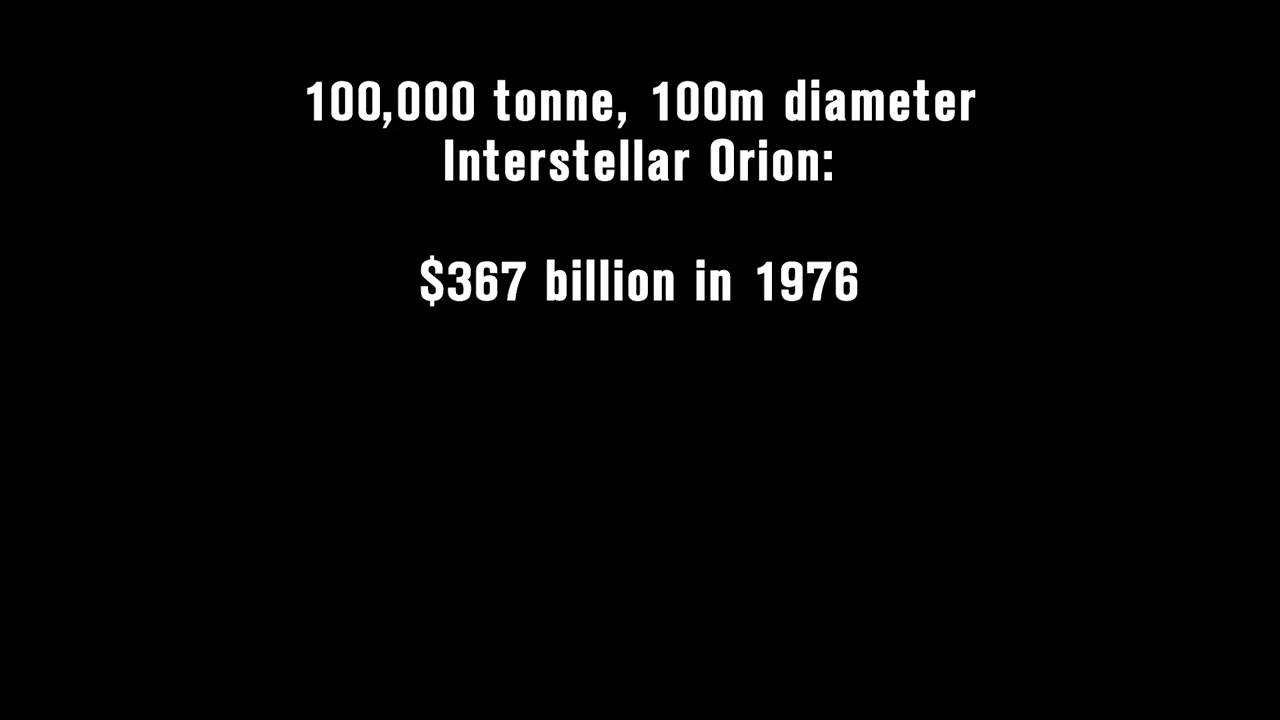 100,000 tonne, 100m diameter
Interstellar Orion:
$367 billion in 1976